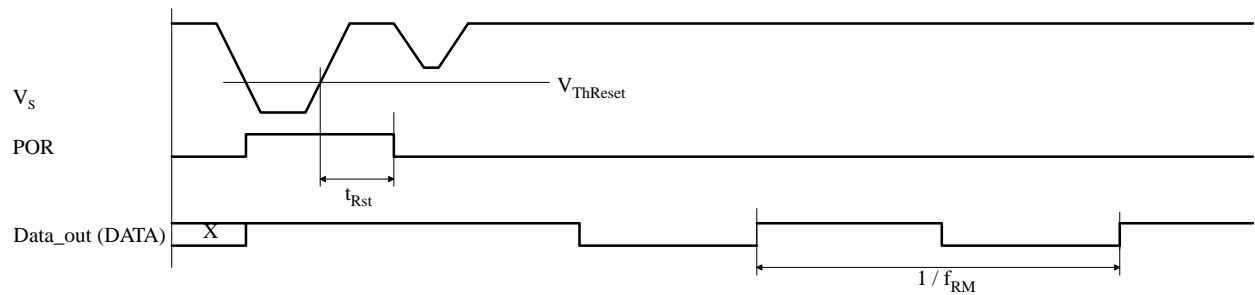 V_ThReset
V_S
POR
t_Rst
X
Data_out (DATA)
1 / f_RM